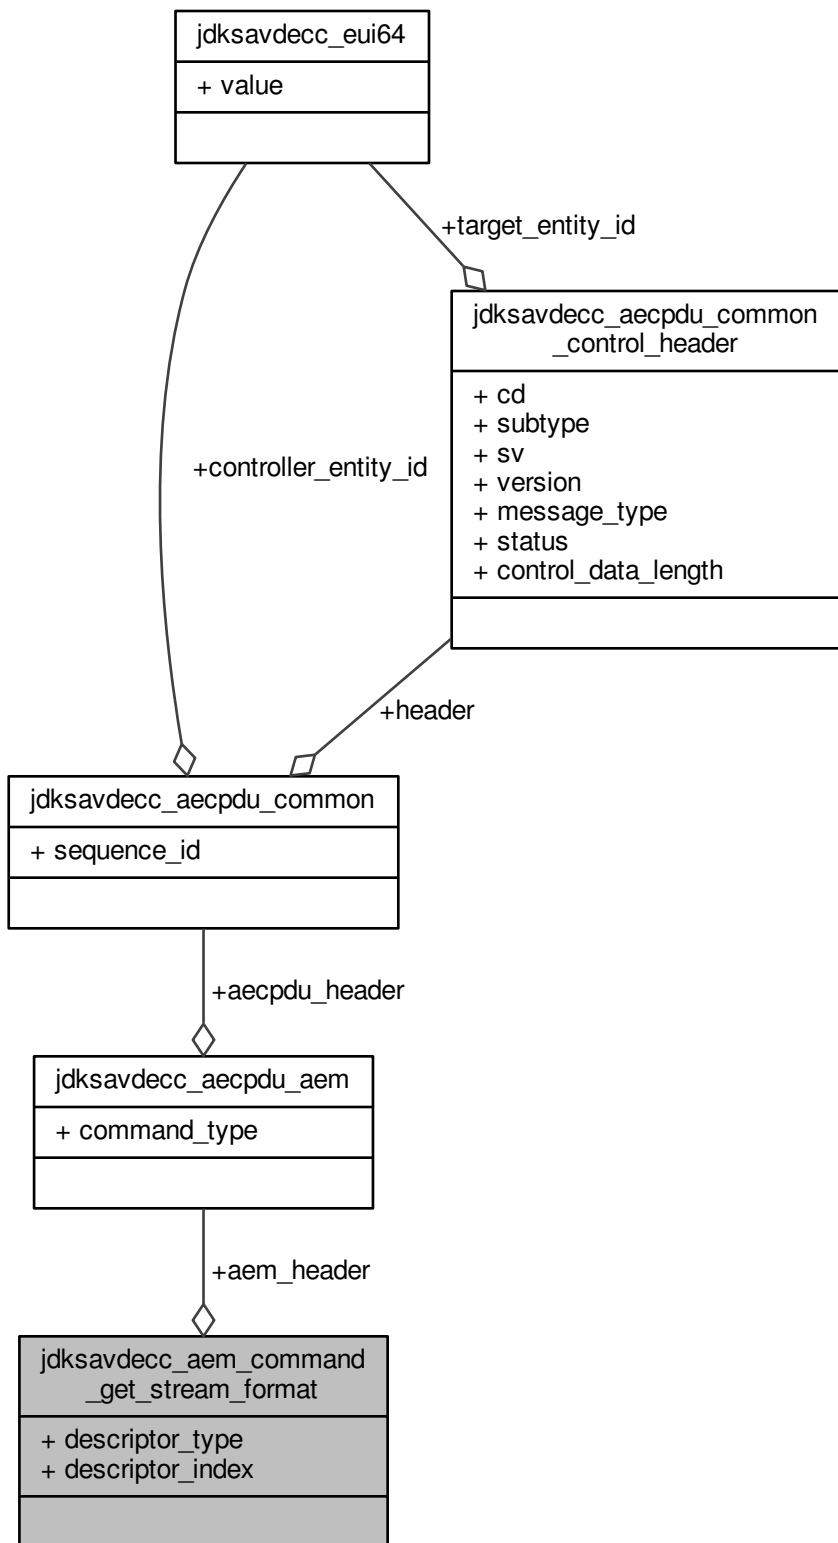 jdksavdecc_eui64
+ value
+target_entity_id
jdksavdecc_aecpdu_common
_control_header
+ cd
+ subtype
+ sv
+ version
+ message_type
+ status
+ control_data_length
+controller_entity_id
+header
jdksavdecc_aecpdu_common
+ sequence_id
+aecpdu_header
jdksavdecc_aecpdu_aem
+ command_type
+aem_header
jdksavdecc_aem_command
_get_stream_format
+ descriptor_type
+ descriptor_index